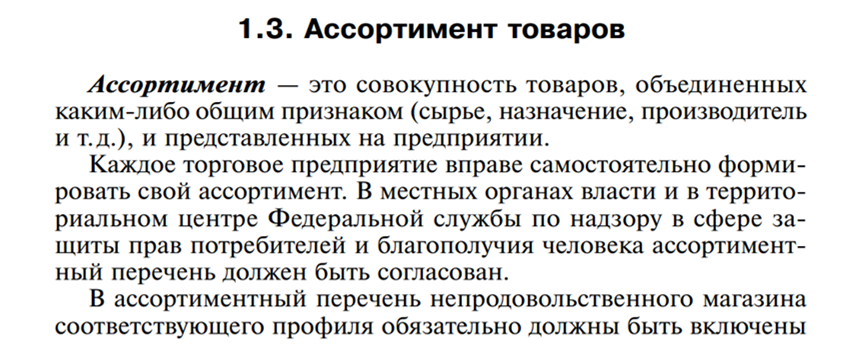 1.3. Ассортимент товаров
Ассортимент — это совокупность товаров, объединенных
каким-либо общим признаком (сырье, назначение, производитель
и т.д.), и представленных на предприятии.
Каждое торговое предприятие вправе самостоятельно форми-
ровать свой ассортимент. В местных органах власти и в террито-
риальном центре Федеральной службы по надзору в сфере за-
щиты прав потребителей и благополучия человека ассортимент-
ный перечень должен быть согласован.
В ассортиментный перечень непродовольственного магазина
соответствующего профиля обязательно должны быть включены